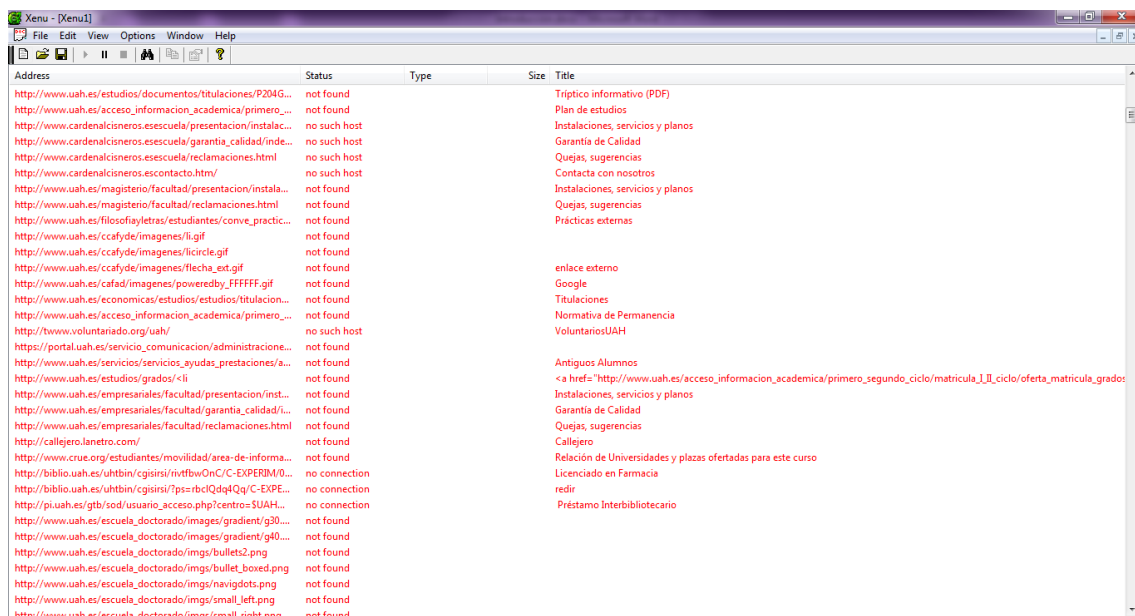 Xenu - [Xenu1]
File Edit View Options Window Help
Address Status Type Size Title
http://www.uah.es/estudios/documentos/titulaciones/P204G... not found Tríptico informativo (PDF)
http://www.uah.es/acceso_informacion_academica/primero_... not found Plan de estudios
http://www.cardenalcisneros.esescuela/presentacion/instalac... no such host Instalaciones, servicios y planos
http://www.cardenalcisneros.esescuela/garantia_calidad/inde... no such host Garantía de Calidad
http://www.cardenalcisneros.esescuela/reclamaciones.html no such host Quejas, sugerencias
http://www.cardenalcisneros.escontacto.htm/ no such host Contacta con nosotros
http://www.uah.es/magisterio/facultad/presentacion/instala... not found Instalaciones, servicios y planos
http://www.uah.es/magisterio/facultad/reclamaciones.html not found Quejas, sugerencias
http://www.uah.es/filosofiayletras/estudiantes/conve_practic... not found Prácticas externas
http://www.uah.es/ccafyde/imagenes/li.gif not found
http://www.uah.es/ccafyde/imagenes/licircle.gif not found
http://www.uah.es/ccafyde/imagenes/flecha_ext.gif not found enlace externo
http://www.uah.es/cafad/imagenes/poweredby_FFFFFF.gif not found Google
http://www.uah.es/economicas/estudios/estudios/titulacion... not found Titulaciones
http://www.uah.es/acceso_informacion_academica/primero_... not found Normativa de Permanencia
http://twww.voluntariado.org/uah/ no such host VoluntariosUAH
https://portal.uah.es/servicio_comunicacion/administracione... not found
http://www.uah.es/servicios/servicios_ayudas_prestaciones/a... not found Antiguos Alumnos
http://www.uah.es/estudios/grados/<li not found <a href="http://www.uah.es/acceso_informacion_academica/primero_segundo_ciclo/matricula_I_II_ciclo/oferta_matricula_grados
http://www.uah.es/empresariales/facultad/presentacion/inst... not found Instalaciones, servicios y planos
http://www.uah.es/empresariales/facultad/garantia_calidad/i... not found Garantía de Calidad
http://www.uah.es/empresariales/facultad/reclamaciones.html not found Quejas, sugerencias
http://callejero.lanetro.com/ not found Callejero
http://www.crue.org/estudiantes/movilidad/area-de-informa... not found Relación de Universidades y plazas ofertadas para este curso
http://biblio.uah.es/uhtbin/cgisirsi/rivtfbwOnC/C-EXPERIM/0... no connection Licenciado en Farmacia
http://biblio.uah.es/uhtbin/cgisirsi/?ps=rbclQdq4Qq/C-EXPE... no connection redir
http://pi.uah.es/gtb/sod/usuario_acceso.php?centro=$UAH... no connection Préstamo Interbibliotecario
http://www.uah.es/escuela_doctorado/images/gradient/g30.... not found
http://www.uah.es/escuela_doctorado/images/gradient/g40.... not found
http://www.uah.es/escuela_doctorado/imgs/bullets2.png not found
http://www.uah.es/escuela_doctorado/imgs/bullet_boxed.png not found
http://www.uah.es/escuela_doctorado/imgs/navigdots.png not found
http://www.uah.es/escuela_doctorado/imgs/small_left.png not found
http://www.uah.es/escuela_doctorado/imgs/small_right.png not found